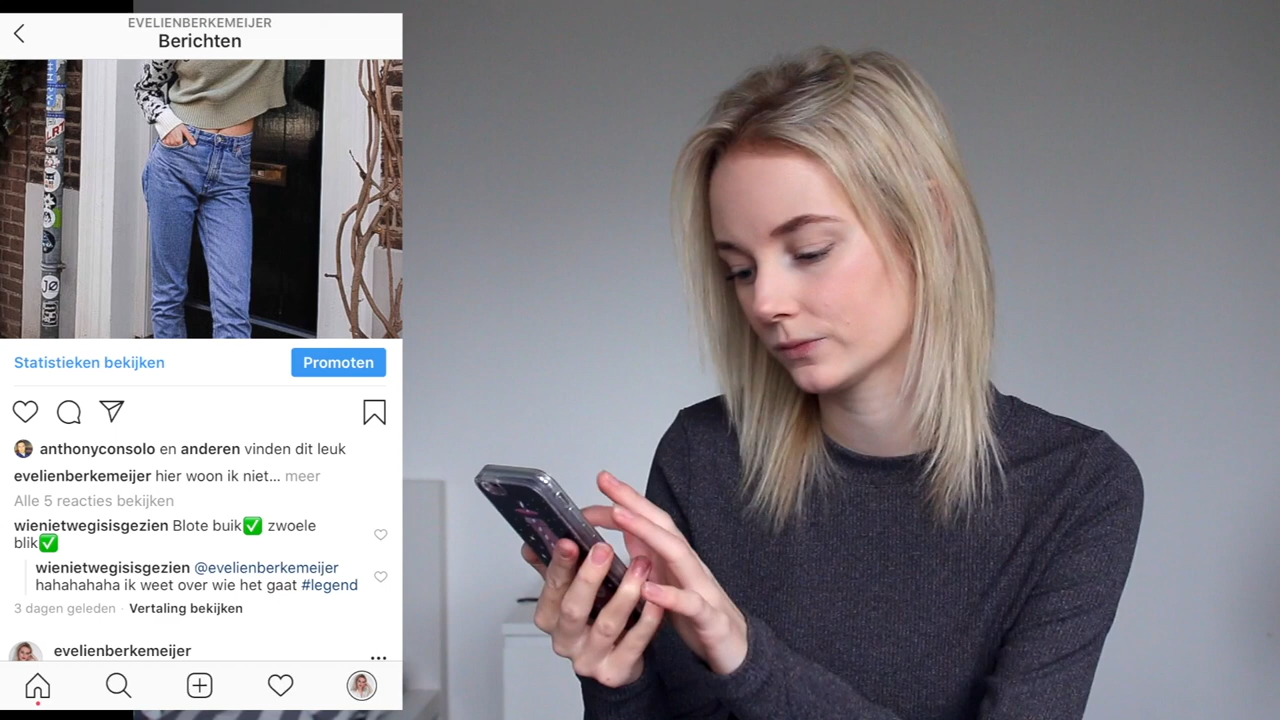 EVELIENBERKEMEIJER
Berichten
JØ
Statistieken bekijken
Promoten
anthonyconsolo en anderen vinden dit leuk
evelienberkemeijer hier woon ik niet... meer
Alle 5 reacties bekijken
wienietwegisisgezien Blote buik✅ zwoele
blik✅
wienietwegisisgezien @evelienberkemeijer
hahahahaha ik weet over wie het gaat #legend
3 dagen geleden · Vertaling bekijken
evelienberkemeijer